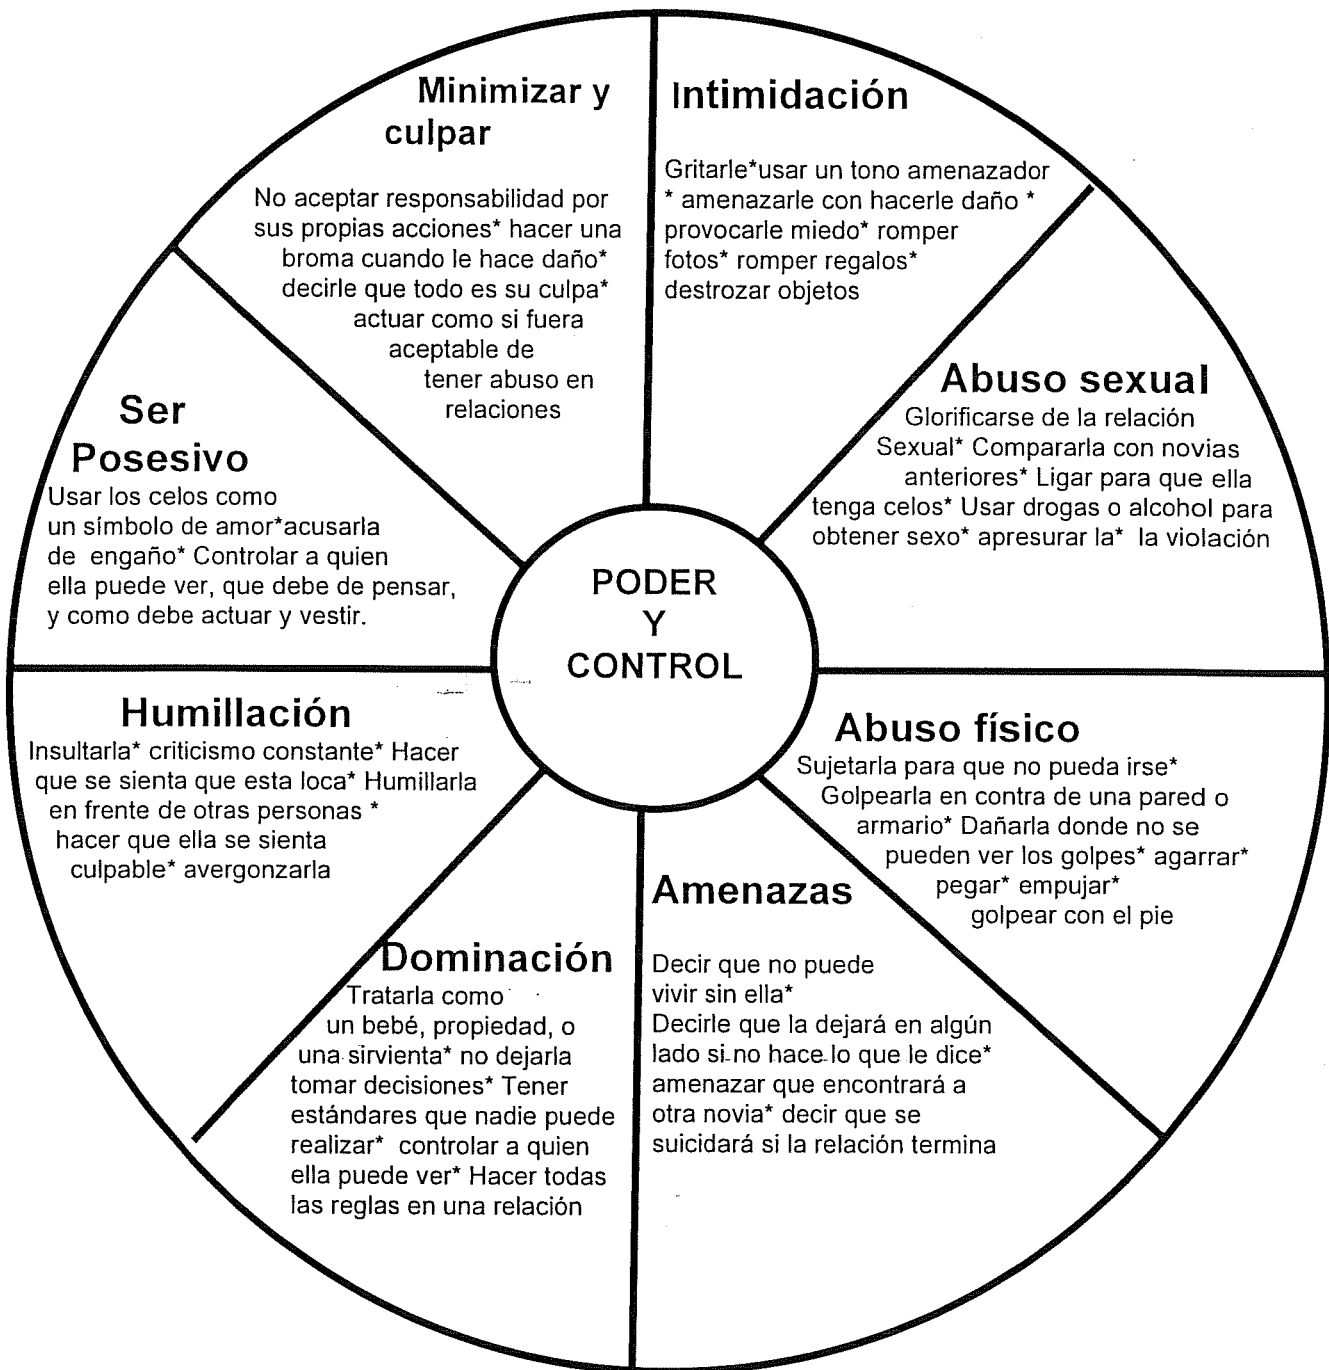 Minimizar y
culpar
No aceptar responsabilidad por
sus propias acciones* hacer una
broma cuando le hace daño*
decirle que todo es su culpa*
actuar como si fuera
aceptable de
tener abuso en
relaciones
Intimidación
Gritarle*usar un tono amenazador
* amenazarle con hacerle daño *
provocarle miedo* romper
fotos* romper regalos*
destrozar objetos
Abuso sexual
Glorificarse de la relación
Sexual* Compararla con novias
anteriores* Ligar para que ella
tenga celos* Usar drogas o alcohol para
obtener sexo* apresurar la* la violación
Ser
Posesivo
Usar los celos como
un símbolo de amor*acusarla
de engaño* Controlar a quien
ella puede ver, que debe de pensar,
y como debe actuar y vestir.
PODER
Y
CONTROL
Humillación
Insultarla* criticismo constante* Hacer
que se sienta que esta loca* Humillarla
en frente de otras personas *
hacer que ella se sienta
culpable* avergonzarla
Abuso físico
Sujetarla para que no pueda irse*
Golpearla en contra de una pared o
armario* Dañarla donde no se
pueden ver los golpes* agarrar*
pegar* empujar*
golpear con el pie
Dominación
Tratarla como
un bebé, propiedad, o
una sirvienta* no dejarla
tomar decisiones* Tener
estándares que nadie puede
realizar* controlar a quien
ella puede ver* Hacer todas
las reglas en una relación
Amenazas
Decir que no puede
vivir sin ella*
Decirle que la dejará en algún
lado si no hace lo que le dice*
amenazar que encontrará a
otra novia* decir que se
suicidará si la relación termina